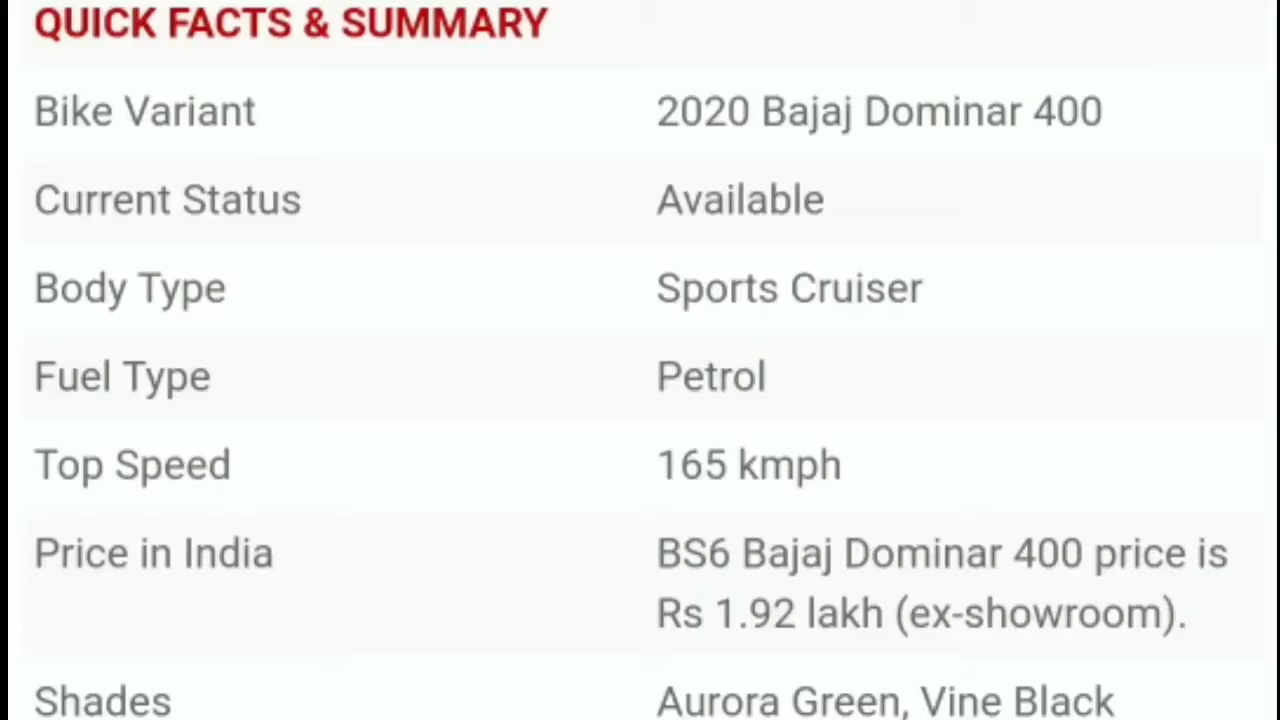 QUICK FACTS & SUMMARY
Bike Variant 2020 Bajaj Dominar 400
Current Status Available
Body Type Sports Cruiser
Fuel Type Petrol
Top Speed 165 kmph
Price in India BS6 Bajaj Dominar 400 price is
Rs 1.92 lakh (ex-showroom).
Shades Aurora Green, Vine Black